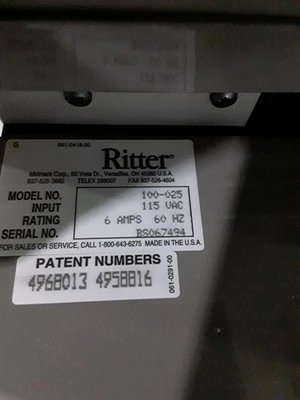 G 061-0418-00
Ritter®
Midmark Corp., 60 Vista Dr., Versailles, OH 45380 U.S.A.
937-526-3662 TELEX 288007 FAX 937-526-4604
MODEL NO. 100-025
INPUT 115 VAC
RATING 6 AMPS 60 HZ
SERIAL NO. BS067494
FOR SALES OR SERVICE, CALL 1-800-643-6275 MADE IN THE U.S.A.
PATENT NUMBERS
4968013 4958816
061-0291-00